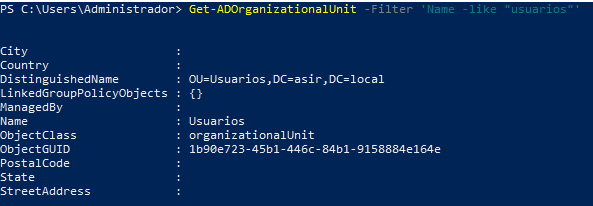 PS C:\Users\Administrador> Get-ADOrganizationalUnit -Filter 'Name -like "usuarios"'
City :
Country :
DistinguishedName : OU=Usuarios,DC=asir,DC=local
LinkedGroupPolicyObjects : {}
ManagedBy :
Name : Usuarios
ObjectClass : organizationalUnit
ObjectGUID : 1b90e723-45b1-446c-84b1-9158884e164e
PostalCode :
State :
StreetAddress :